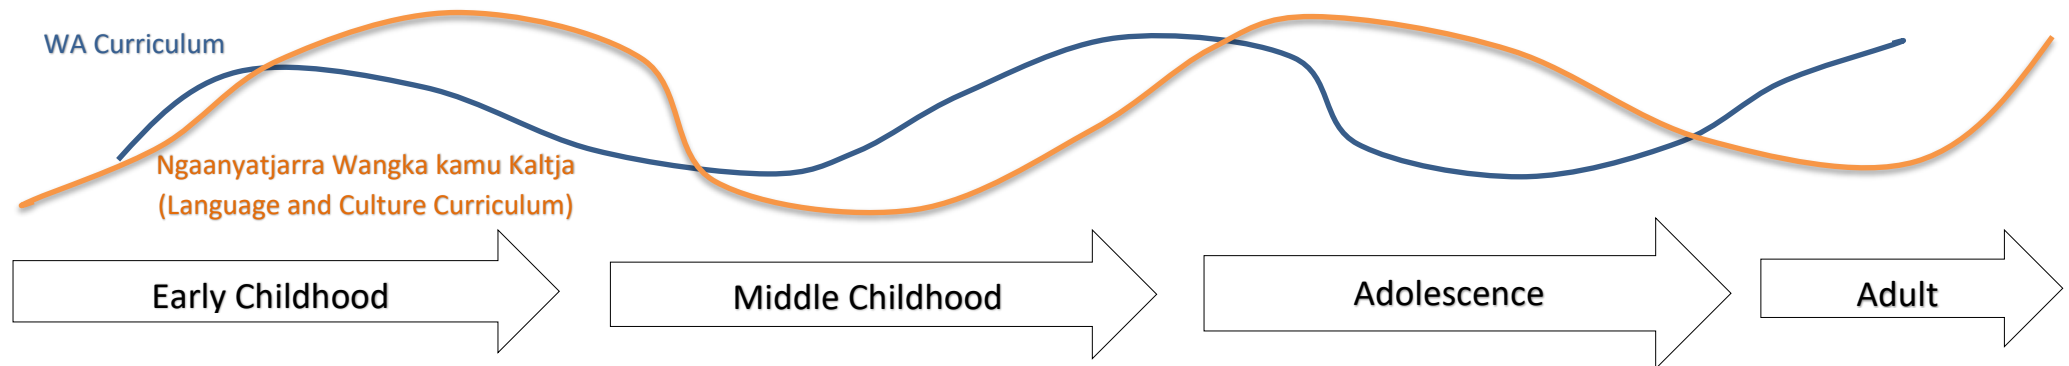 WA Curriculum
Ngaanyatjarra Wangka kamu Kaltja
(Language and Culture Curriculum)
Early Childhood
Middle Childhood
Adolescence
Adult